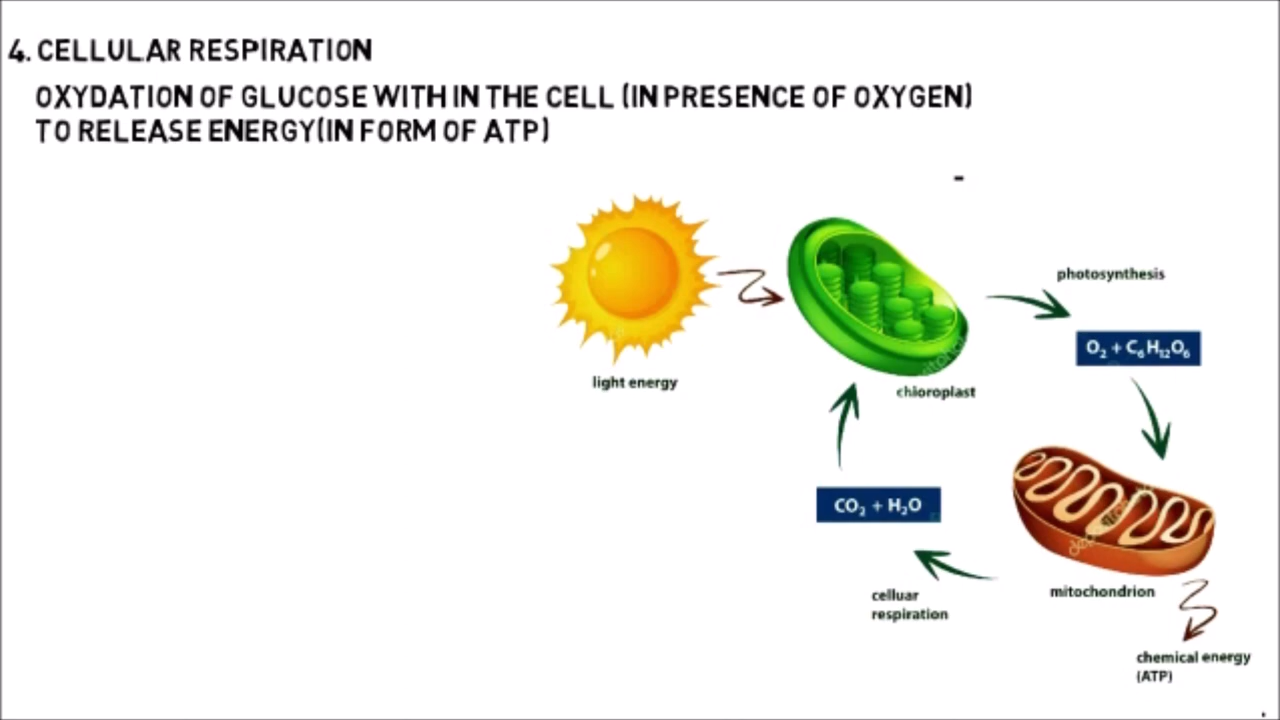 4. CELLULAR RESPIRATION
OXYDATION OF GLUCOSE WITH IN THE CELL (IN PRESENCE OF OXYGEN)
TO RELEASE ENERGY(IN FORM OF ATP)
-
photosynthesis
O₂ + C₆H₁₂O₆
light energy
chloroplast
CO₂ + H₂O
mitochondrion
celluar
respiration
chemical energy
(ATP)